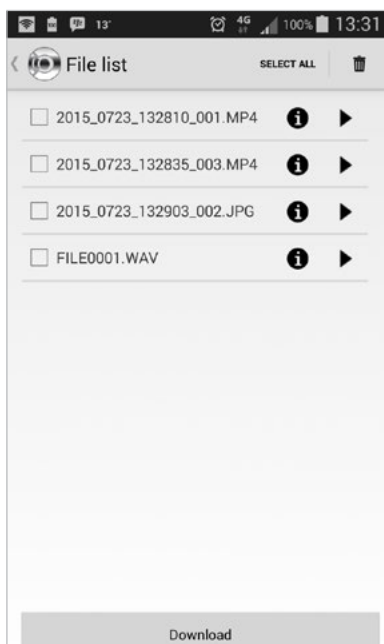 13° 4G 100% 13:31
File list SELECT ALL
2015_0723_132810_001.MP4
2015_0723_132835_003.MP4
2015_0723_132903_002.JPG
FILE0001.WAV
Download